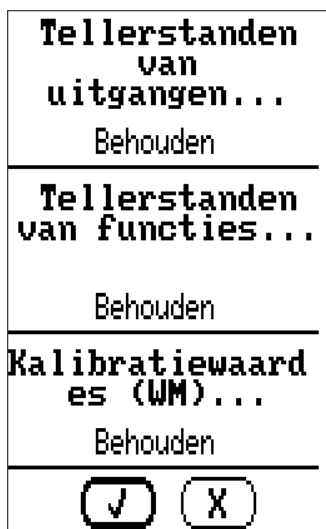 Tellerstanden
van
uitgangen...
Behouden
Tellerstanden
van functies...
Behouden
Kalibratiewaard
es (WM)...
Behouden
√ X